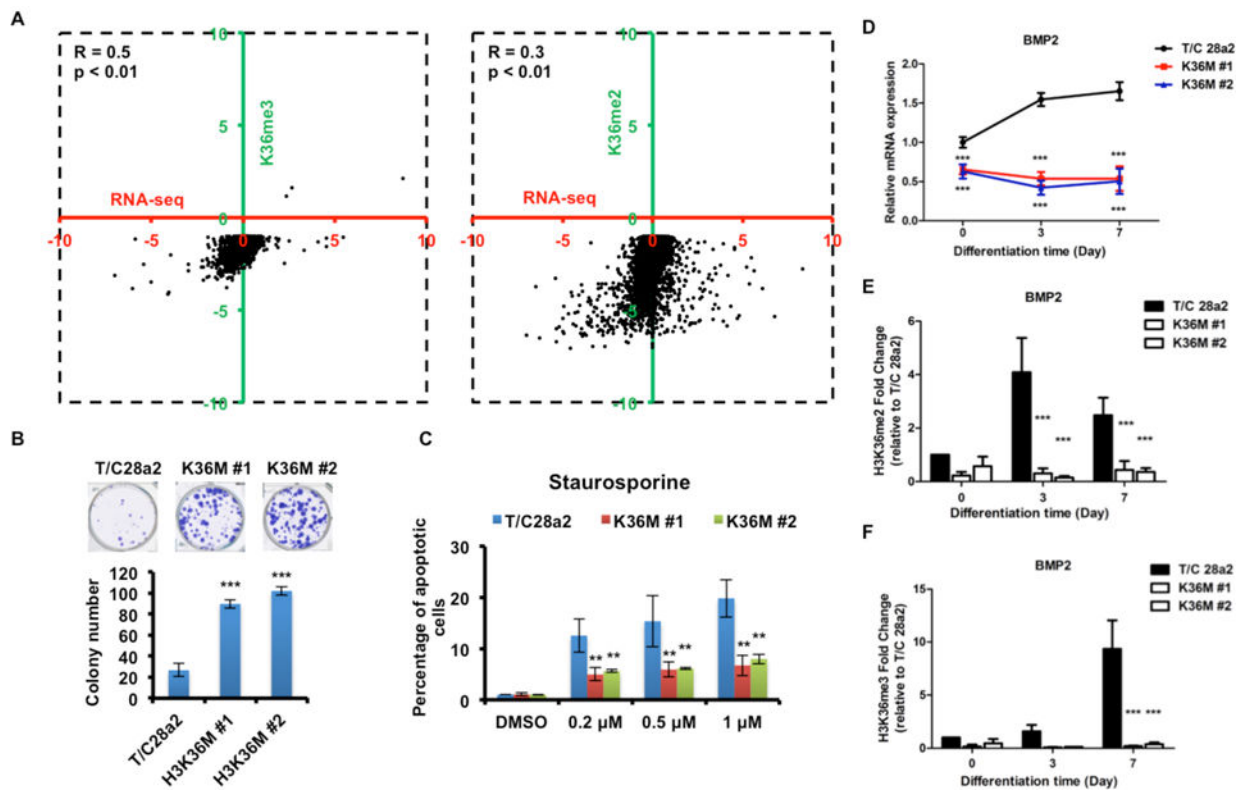 A
R = 0.5
p < 0.01
K36me3
RNA-seq
10
5
0
-10 -5 0 5 10
-5
-10
R = 0.3
p < 0.01
K36me2
RNA-seq
10
5
0
-10 -5 0 5 10
-5
-10
B
T/C28a2 K36M #1 K36M #2
Colony number
120
100
80
60
40
20
0
*** ***
T/C28a2 H3K36M #1 H3K36M #2
C
Staurosporine
T/C28a2 K36M #1 K36M #2
Percentage of apoptotic
cells
30
20
10
0
** ** ** ** ** **
DMSO 0.2 μM 0.5 μM 1 μM
D
BMP2
T/C 28a2
K36M #1
K36M #2
Relative mRNA expression
2.0
1.5
1.0
0.5
0.0
*** *** ***
*** *** ***
0 3 7
Differentiation time (Day)
E
BMP2
T/C 28a2
K36M #1
K36M #2
H3K36me2 Fold Change
(relative to T/C 28a2)
6
4
2
0
*** *** *** ***
0 3 7
Differentiation time (Day)
F
BMP2
T/C 28a2
K36M #1
K36M #2
H3K36me3 Fold Change
(relative to T/C 28a2)
15
10
5
0
*** ***
0 3 7
Differentiation time (Day)